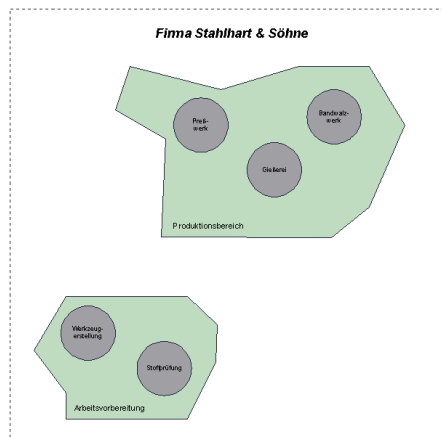 Firma Stahlhart & Söhne
Preß-
werk
Bandwalz-
werk
Gießerei
Produktionsbereich
Werkzeug-
erstellung
Stoffprüfung
Arbeitsvorbereitung